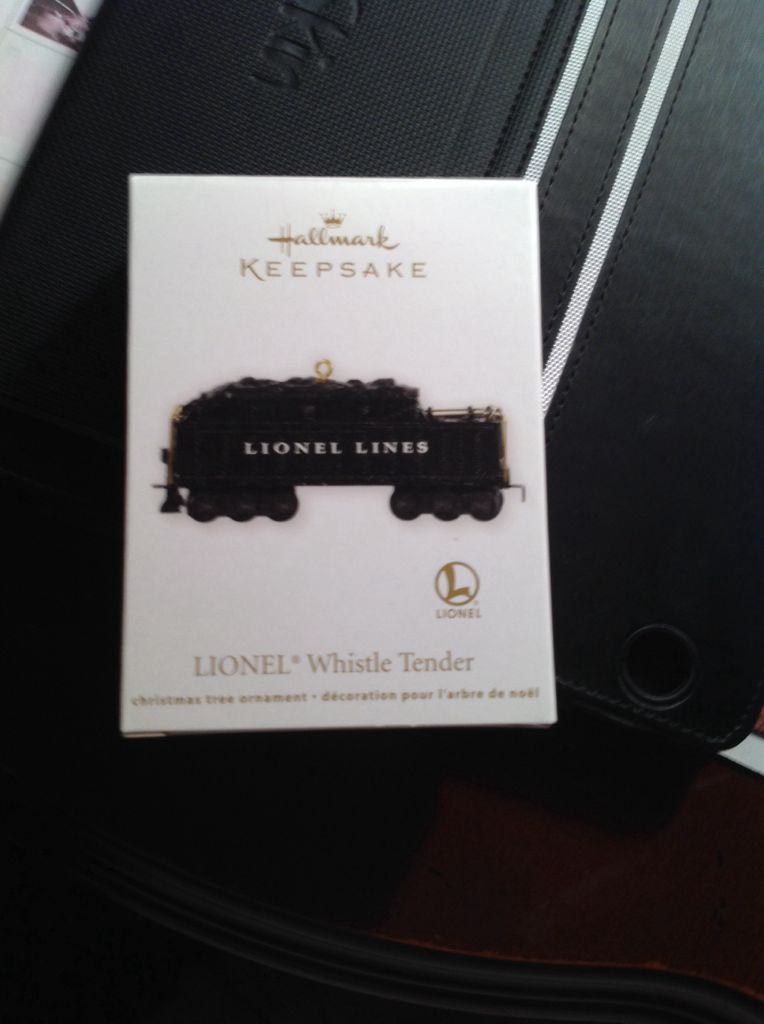 Hallmark
KEEPSAKE
LIONEL LINES
L
LIONEL
LIONEL® Whistle Tender
christmas tree ornament • décoration pour l'arbre de noël